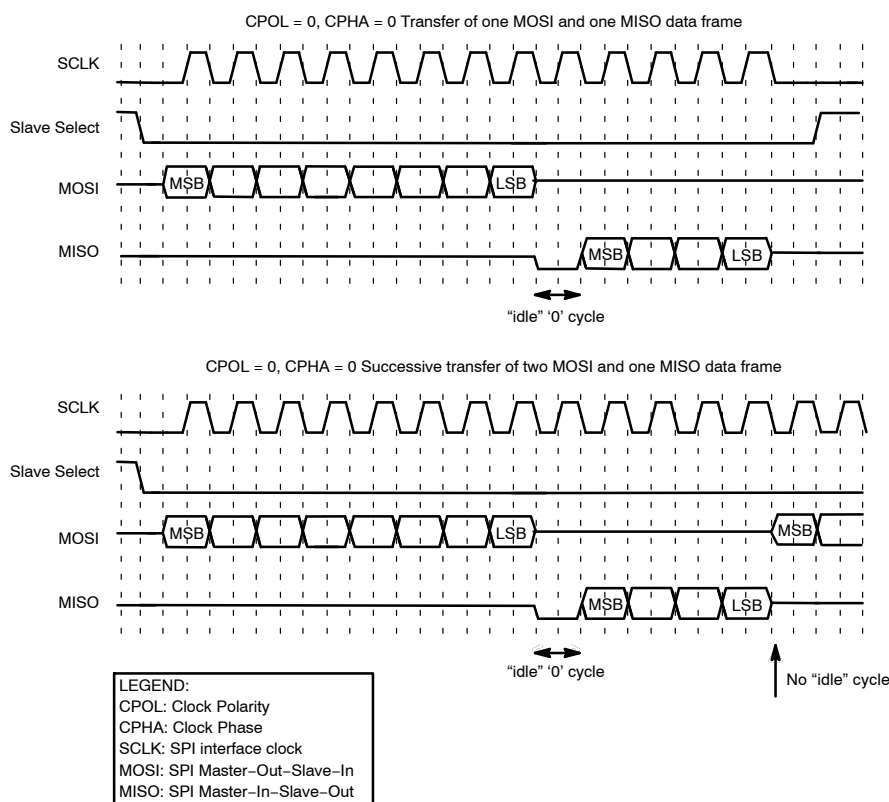 CPOL = 0, CPHA = 0 Transfer of one MOSI and one MISO data frame
SCLK
Slave Select
MOSI
MSB
LSB
MISO
MSB
LSB
“idle” ‘0’ cycle
CPOL = 0, CPHA = 0 Successive transfer of two MOSI and one MISO data frame
SCLK
Slave Select
MOSI
MSB
LSB
MSB
MISO
MSB
LSB
“idle” ‘0’ cycle
No “idle” cycle
LEGEND:
CPOL: Clock Polarity
CPHA: Clock Phase
SCLK: SPI interface clock
MOSI: SPI Master−Out−Slave−In
MISO: SPI Master−In−Slave−Out